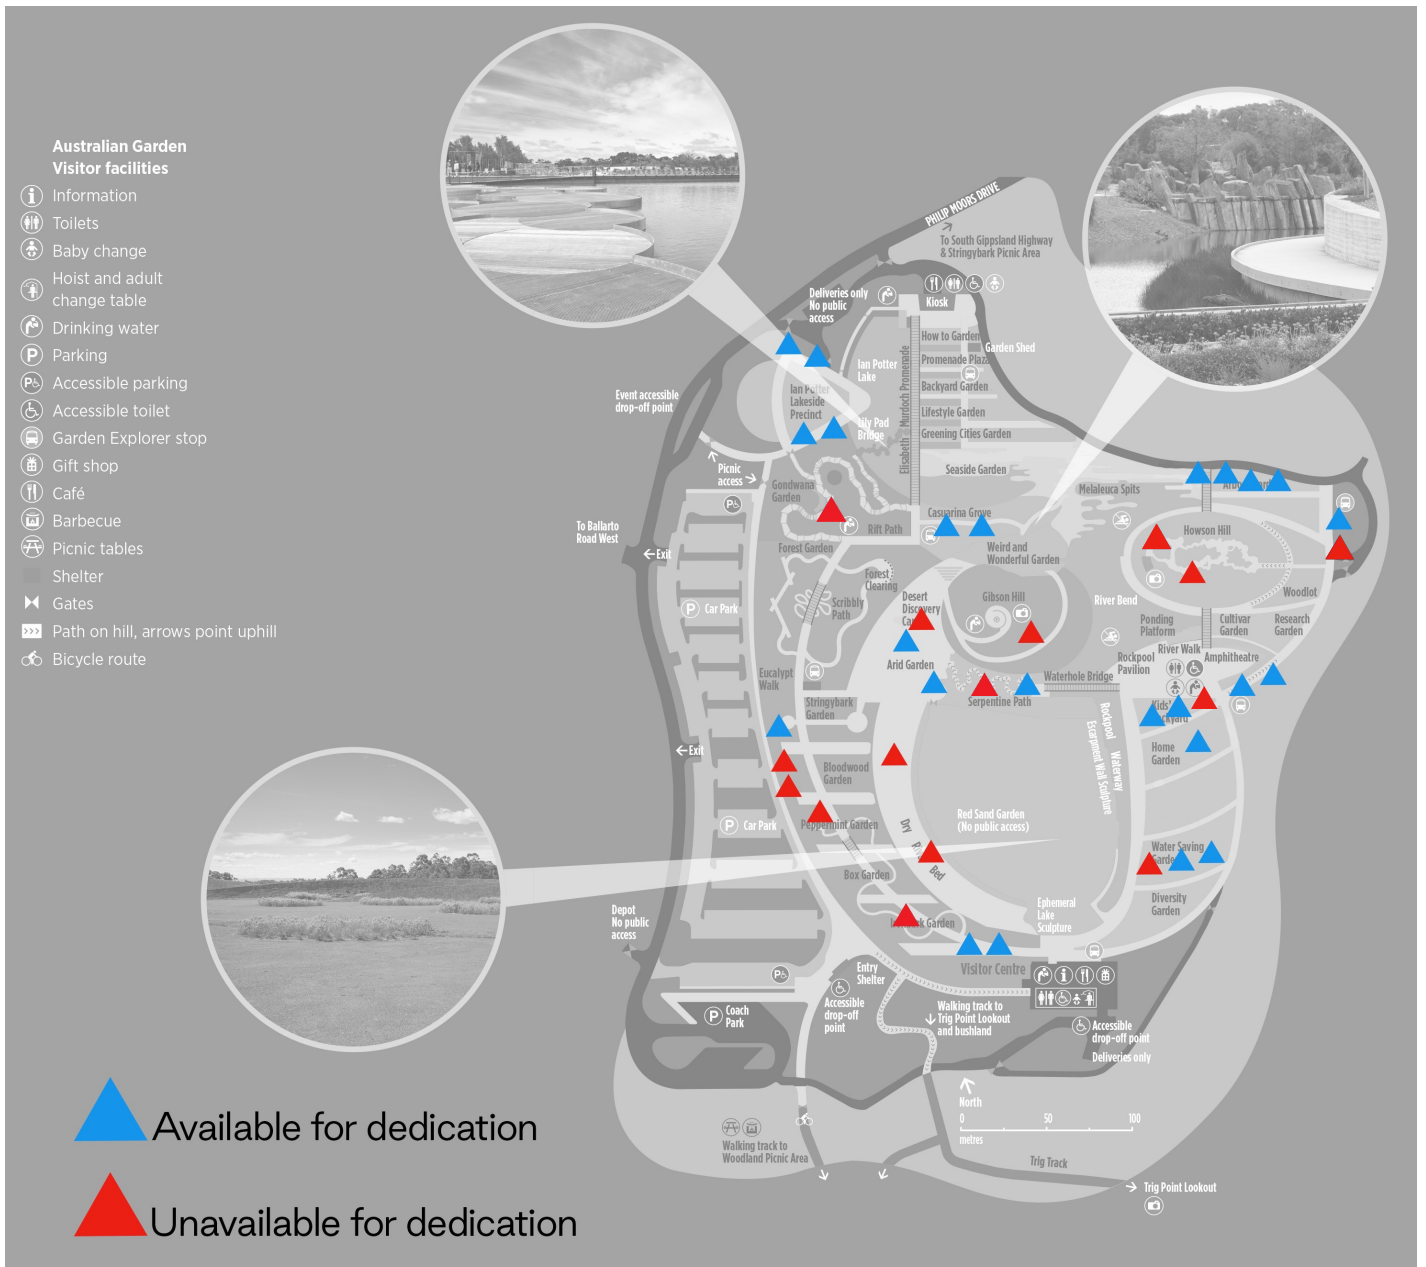 Australian Garden
Visitor facilities
Information
Toilets
Baby change
Hoist and adult
change table
Drinking water
Parking
Accessible parking
Accessible toilet
Garden Explorer stop
Gift shop
Café
Barbecue
Picnic tables
Shelter
Gates
Path on hill, arrows point uphill
Bicycle route
PHILIP MOORS DRIVE
To South Gippsland Highway
& Stringybark Picnic Area
Deliveries only
No public
access
Kiosk
How to Garden
Garden Shed
Promenade Plaza
Ian Potter
Lake
Backyard Garden
Elisabeth Murdoch Promenade
Ian Potter
Lakeside
Precinct
Event accessible
drop-off point
Lifestyle Garden
Lily Pad
Bridge
Greening Cities Garden
Seaside Garden
Picnic
access
Gondwana
Garden
Melaleuca Spits
Casuarina Grove
Rift Path
Howson Hill
To Ballarto
Road West
Exit
Forest Garden
Weird and
Wonderful Garden
Forest
Clearing
Woodlot
Car Park
Scribbly
Path
Desert
Discovery
Gibson Hill
River Bend
Ponding
Platform
Cultivar
Garden
Research
Garden
River Walk
Rockpool
Pavilion
Amphitheatre
Arid Garden
Eucalypt
Walk
Waterhole Bridge
Serpentine Path
Stringybark
Garden
Rockpool Waterway
Escarpment Wall Sculpture
Exit
Home
Garden
Bloodwood
Garden
Red Sand Garden
(No public access)
Car Park
Peppermint Garden
Dry
Bed
Water Saving
Box Garden
Diversity
Garden
Ephemeral
Lake
Sculpture
Depot
No public
access
Garden
Visitor Centre
Entry
Shelter
Accessible
drop-off
point
Coach
Park
Walking track to
Trig Point Lookout
and bushland
Accessible
drop-off point
Deliveries only
North
0 50 100
metres
Walking track to
Woodland Picnic Area
Trig Track
Trig Point Lookout
Available for dedication
Unavailable for dedication